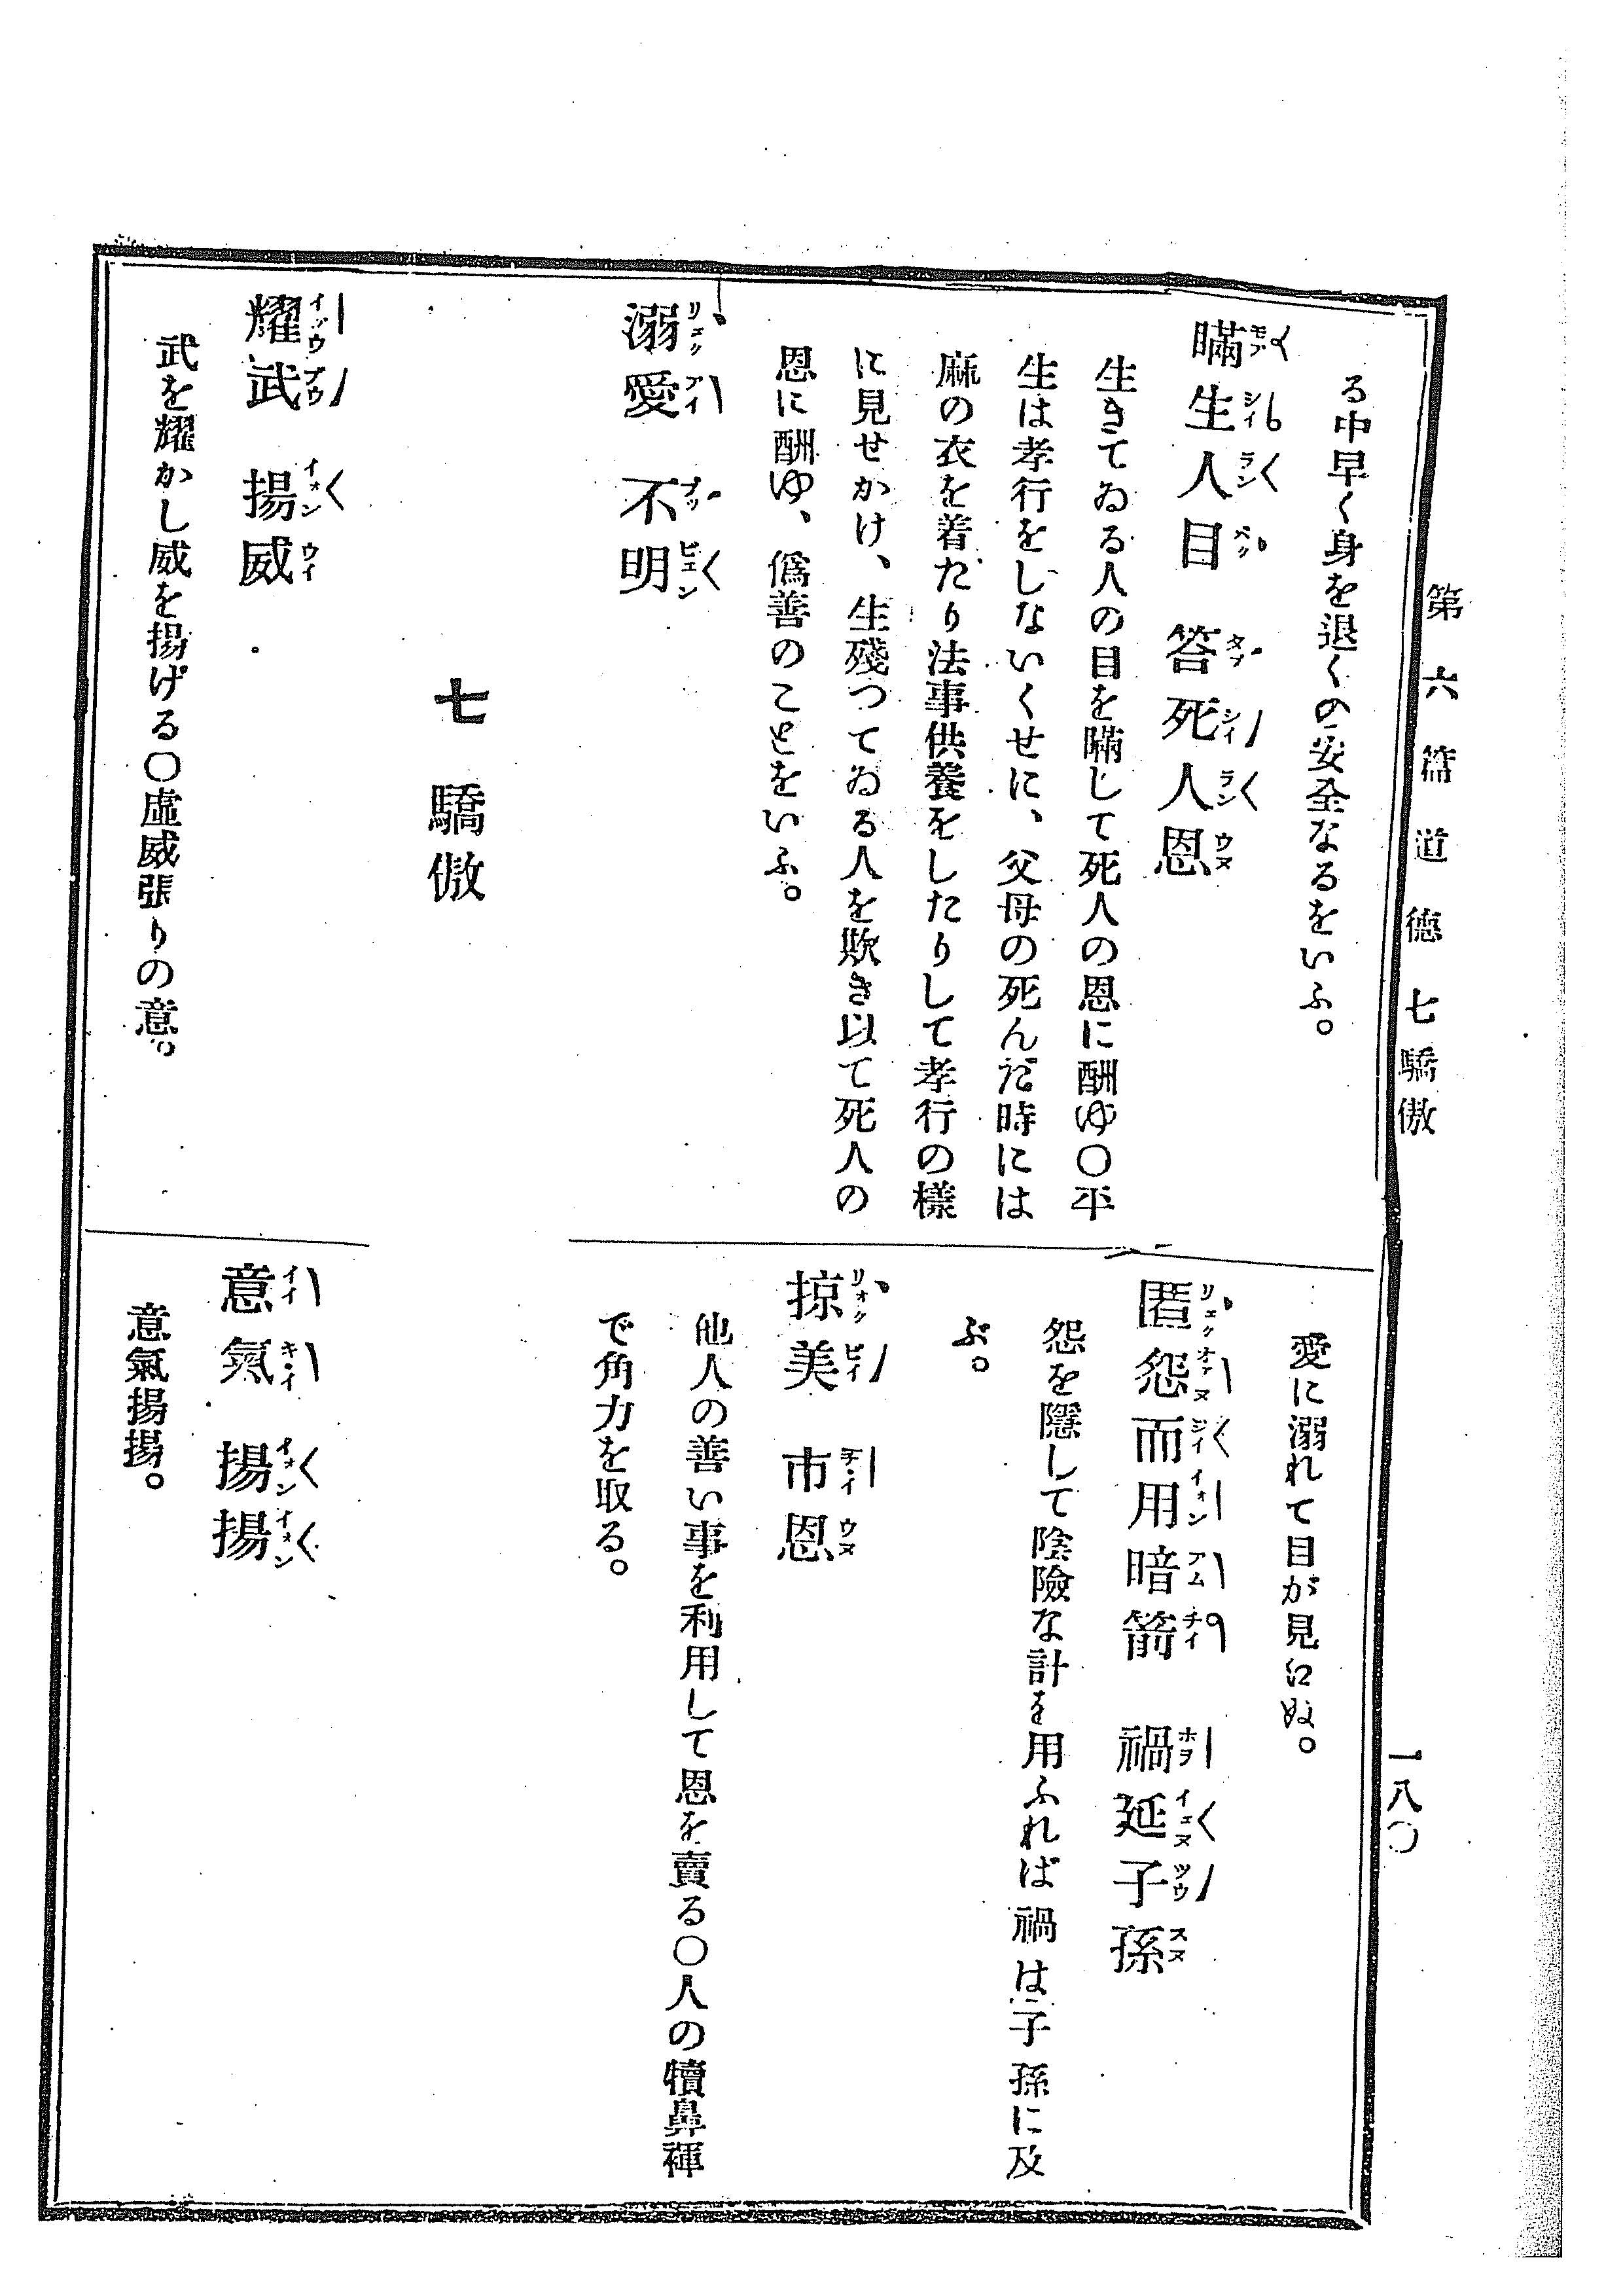 第六篇 道德 七驕傲
一八〇
る中早く身を退くの安全なるをいふ。
瞞生人目 答死人恩
生きてゐる人の目を瞞して死人の恩に酬ゆ〇平
生は孝行をしないくせに、父母の死んだ時には
麻の衣を着たり法事供養をしたりして孝行の樣
に見せかけ、生殘つてゐる人を欺き以て死人の
恩に酬ゆ、僞善のことをいふ。
溺愛 不明
愛に溺れて目が見にぬ。
匿怨而用暗箭 禍延子孫
怨を隱して陰險な計を用ふれば禍は子孫に及
ぶ。
掠美 市恩
他人の善い事を利用して恩を賣る〇人の犢鼻褌
で角力を取る。
七 驕傲
耀武 揚威
武を耀かし威を揚げる〇虛威張りの意。
意氣 揚揚
意氣揚揚。